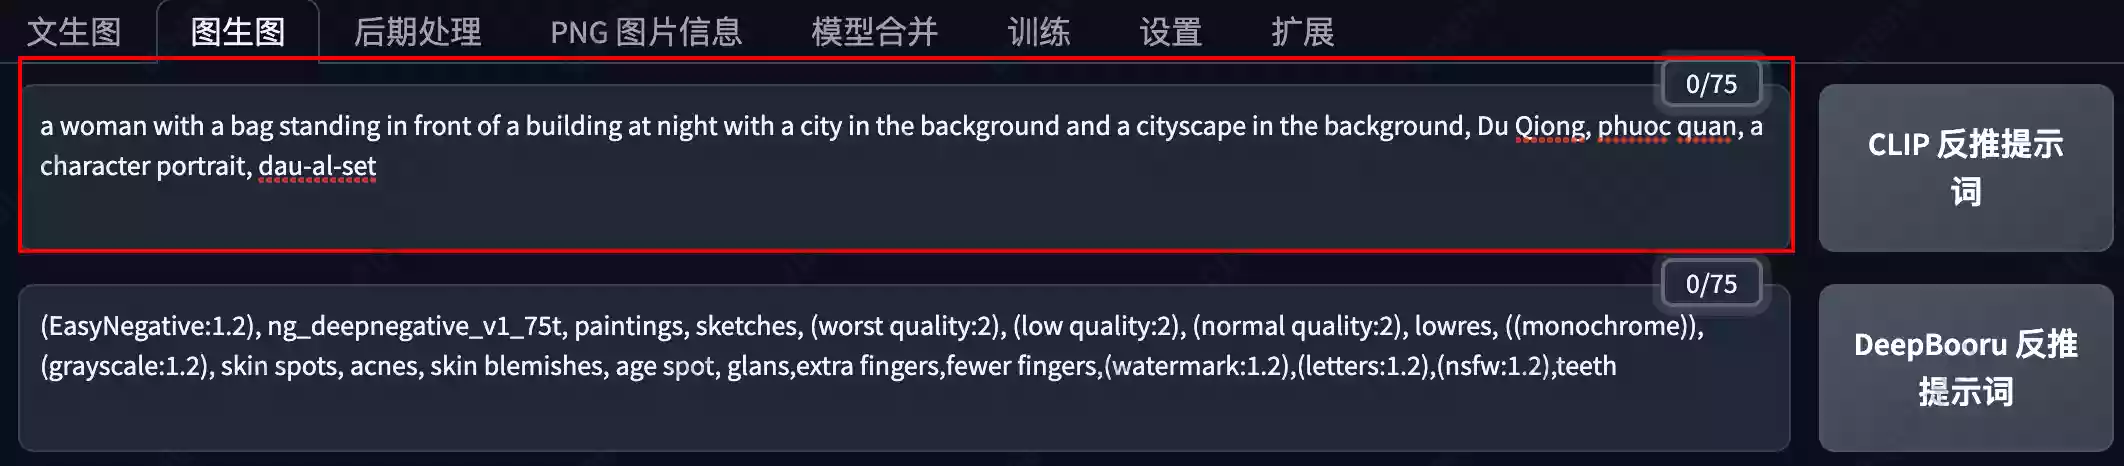 文生图 图生图 后期处理 PNG 图片信息 模型合并 训练 设置 扩展
0/75
a woman with a bag standing in front of a building at night with a city in the background and a cityscape in the background, Du Qiong, phuoc quan, a
character portrait, dau-al-set
CLIP 反推提示
词
0/75
(EasyNegative:1.2), ng_deepnegative_v1_75t, paintings, sketches, (worst quality:2), (low quality:2), (normal quality:2), lowres, ((monochrome)),
(grayscale:1.2), skin spots, acnes, skin blemishes, age spot, glans,extra fingers,fewer fingers,(watermark:1.2),(letters:1.2),(nsfw:1.2),teeth
DeepBooru 反推
提示词